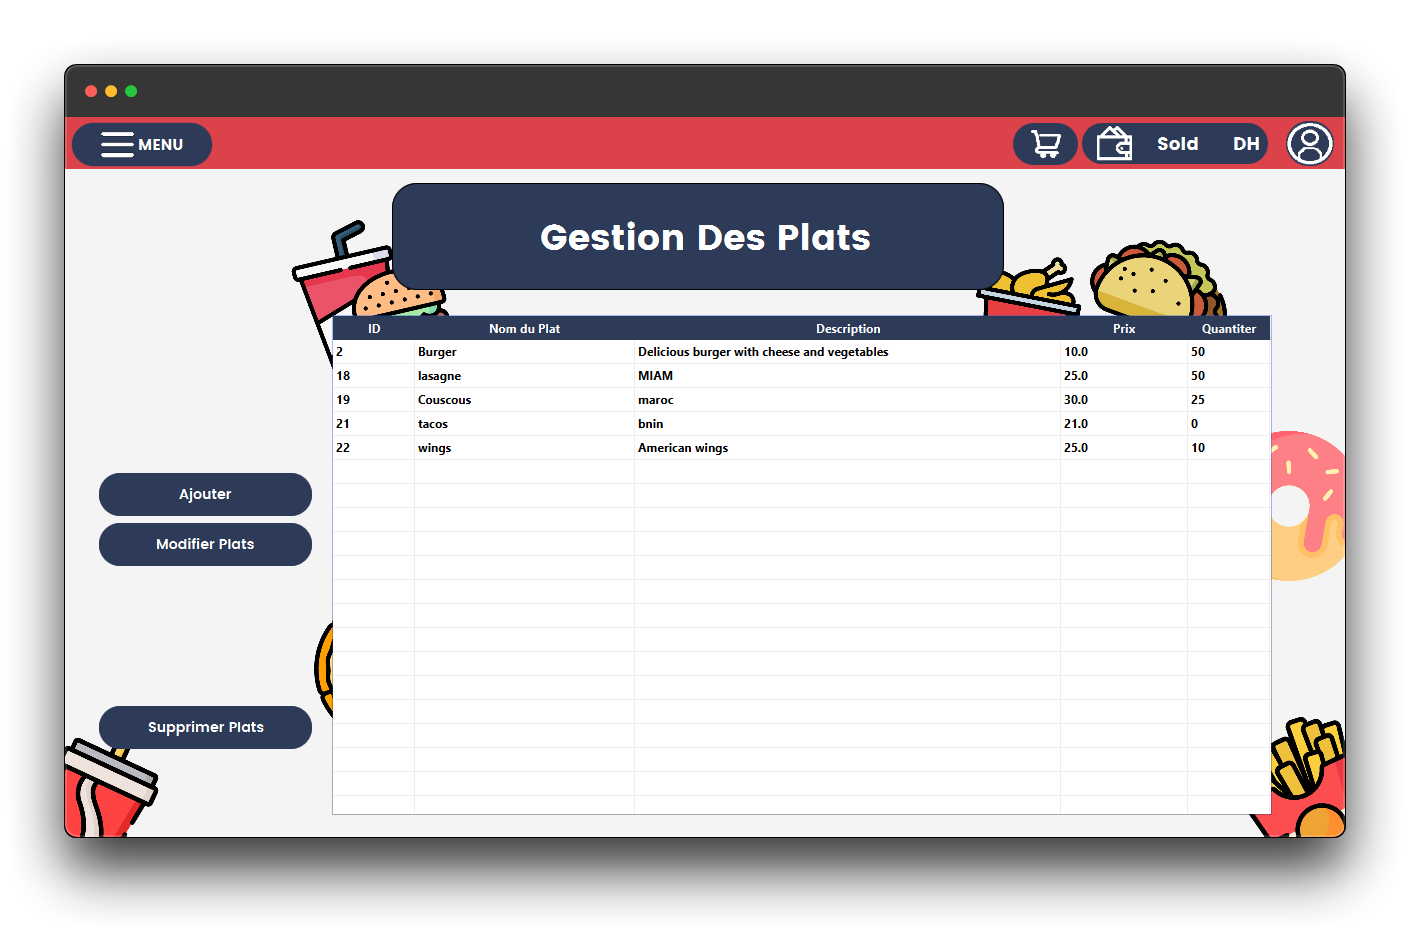 MENU Sold DH
Gestion Des Plats
ID Nom du Plat Description Prix Quantiter
2 Burger Delicious burger with cheese and vegetables 10.0 50
18 lasagne MIAM 25.0 50
19 Couscous maroc 30.0 25
21 tacos bnin 21.0 0
22 wings American wings 25.0 10
Ajouter
Modifier Plats
Supprimer Plats